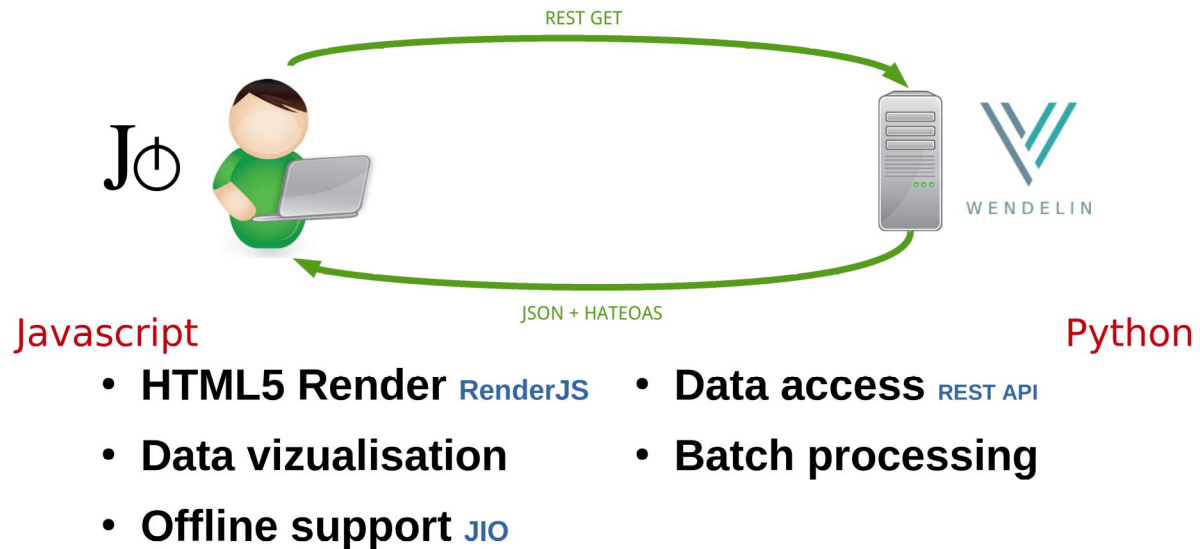 REST GET
JIO
WENDELIN
JSON + HATEOAS
Javascript
Python
• HTML5 Render RenderJS
• Data vizualisation
• Offline support JIO
• Data access REST API
• Batch processing